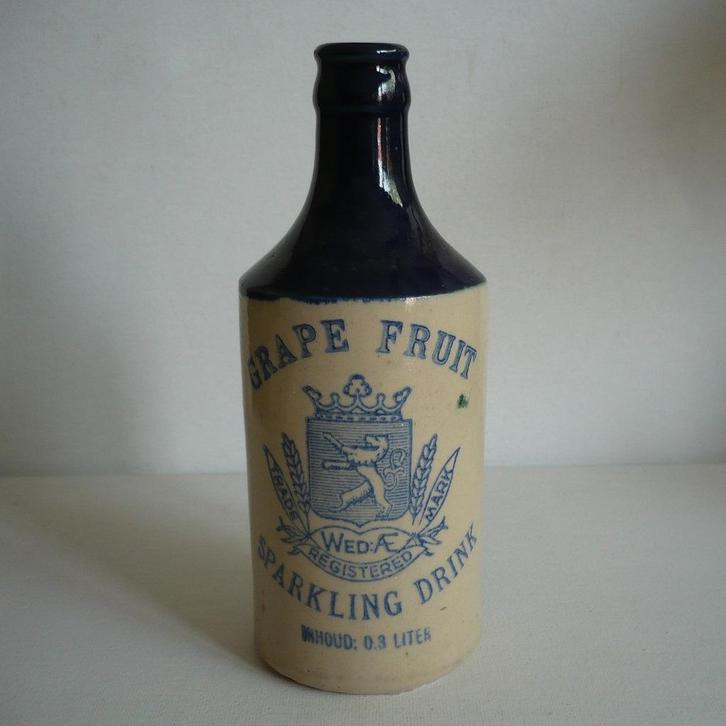 GRAPE FRUIT
TRADE MARK
WED:Æ
REGISTERED
SPARKLING DRINK
INHOUD: 0.3 LITER